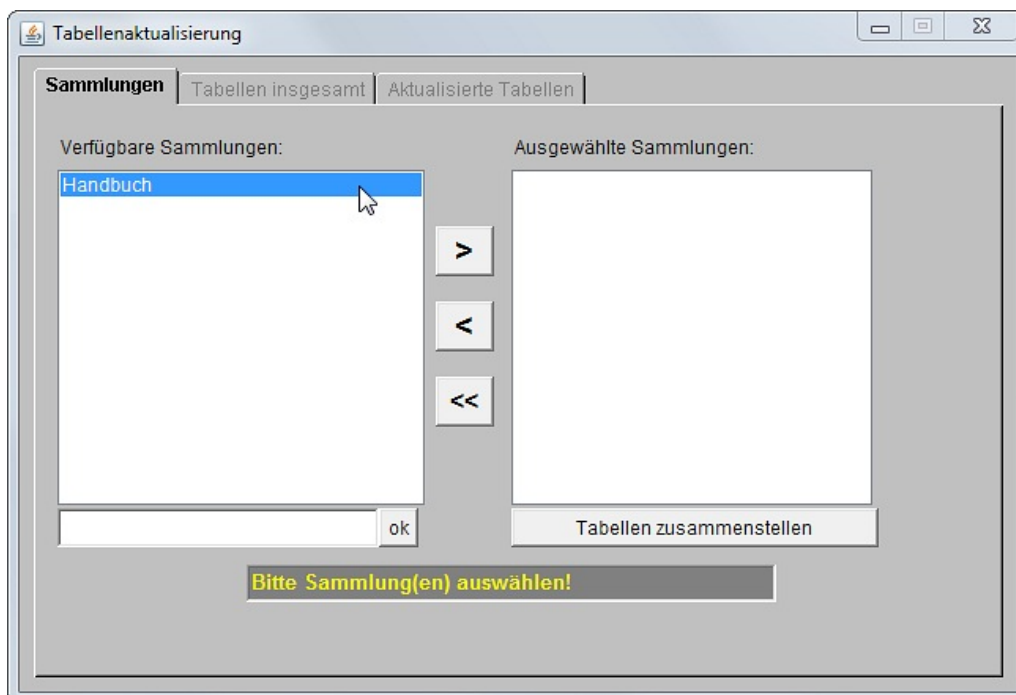 Tabellenaktualisierung
Sammlungen Tabellen insgesamt Aktualisierte Tabellen
Verfügbare Sammlungen: Ausgewählte Sammlungen:
Handbuch
>
<
<<
ok Tabellen zusammenstellen
Bitte Sammlung(en) auswählen!